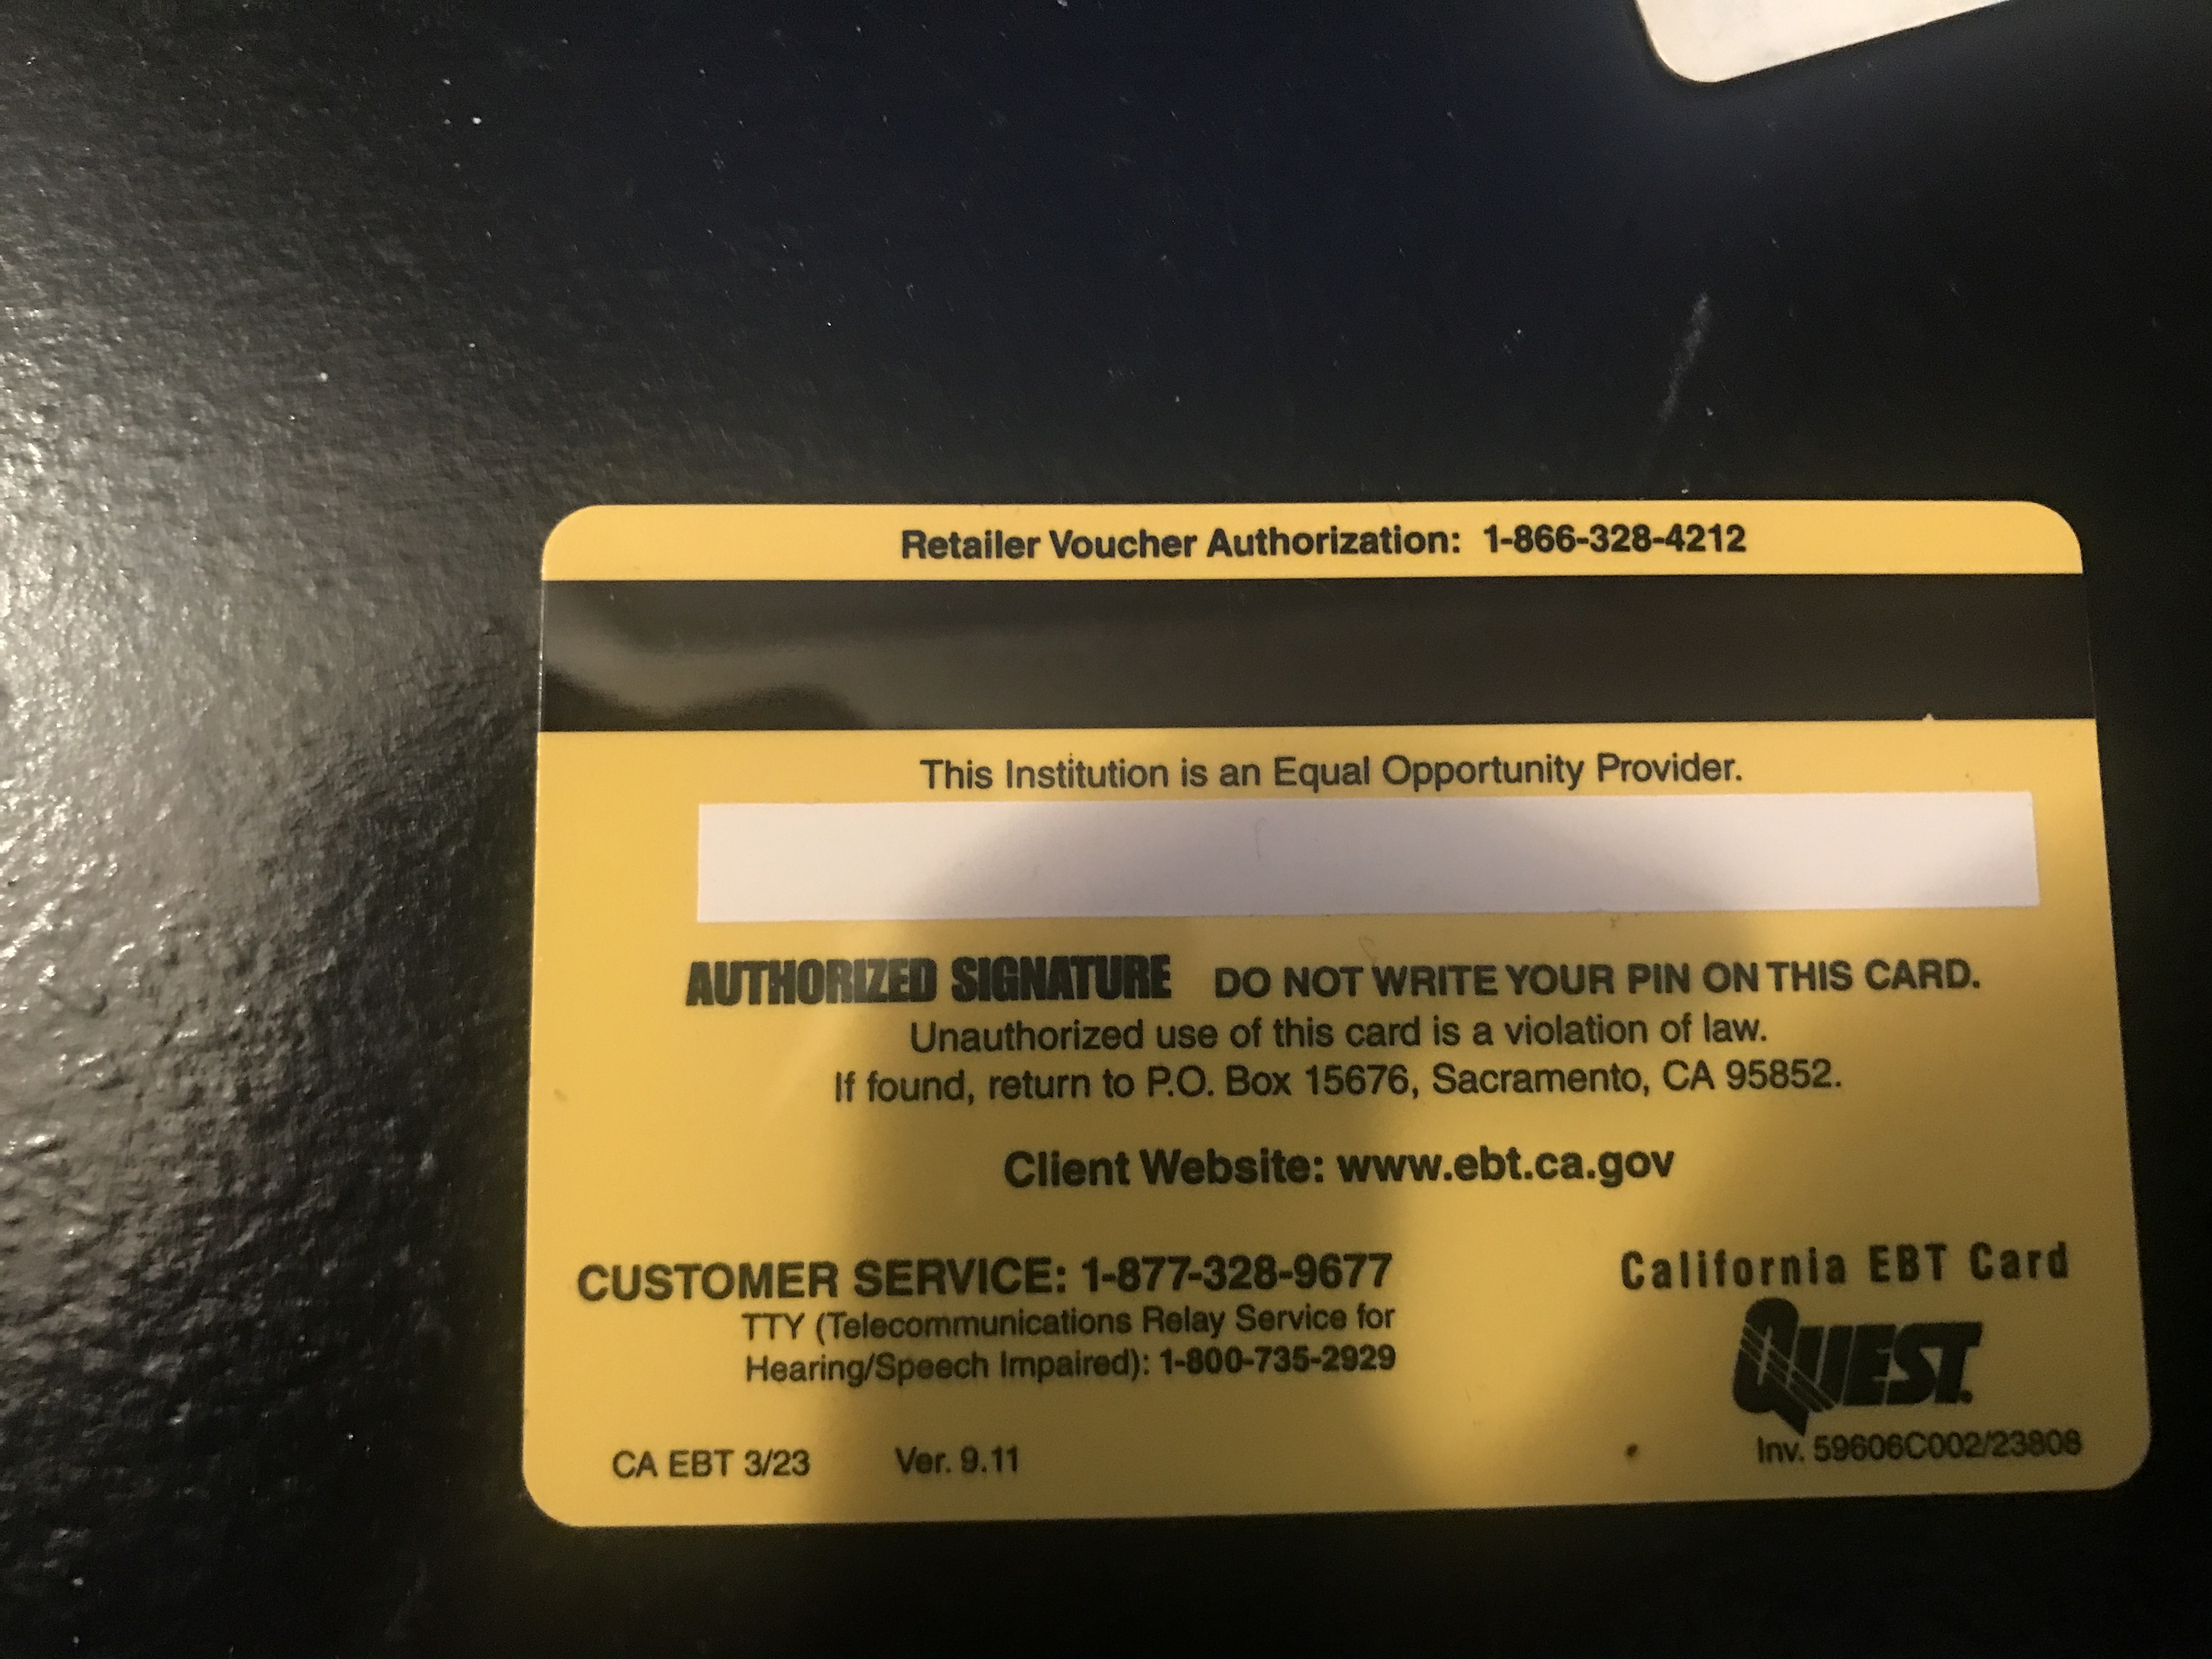 Retailer Voucher Authorization: 1-866-328-4212
This Institution is an Equal Opportunity Provider.
AUTHORIZED SIGNATURE DO NOT WRITE YOUR PIN ON THIS CARD.
Unauthorized use of this card is a violation of law.
If found, return to P.O. Box 15676, Sacramento, CA 95852.
Client Website: www.ebt.ca.gov
CUSTOMER SERVICE: 1-877-328-9677
TTY (Telecommunications Relay Service for
Hearing/Speech Impaired): 1-800-735-2929
California EBT Card
QUEST.
CA EBT 3/23 Ver. 9.11
Inv. 59606C002/23808